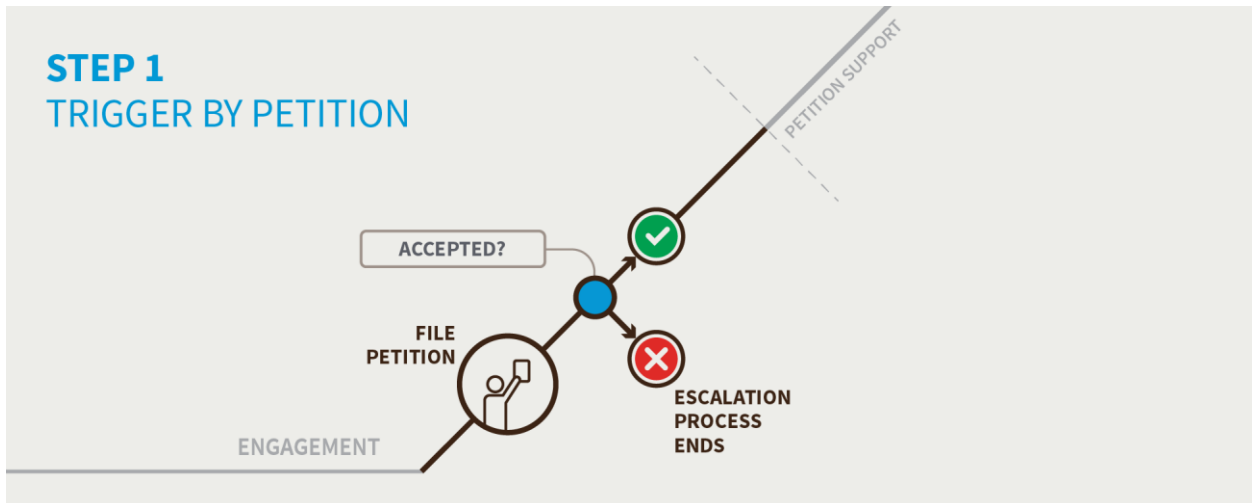 STEP 1
TRIGGER BY PETITION
PETITION SUPPORT
ACCEPTED?
FILE
PETITION
ESCALATION
PROCESS
ENDS
ENGAGEMENT